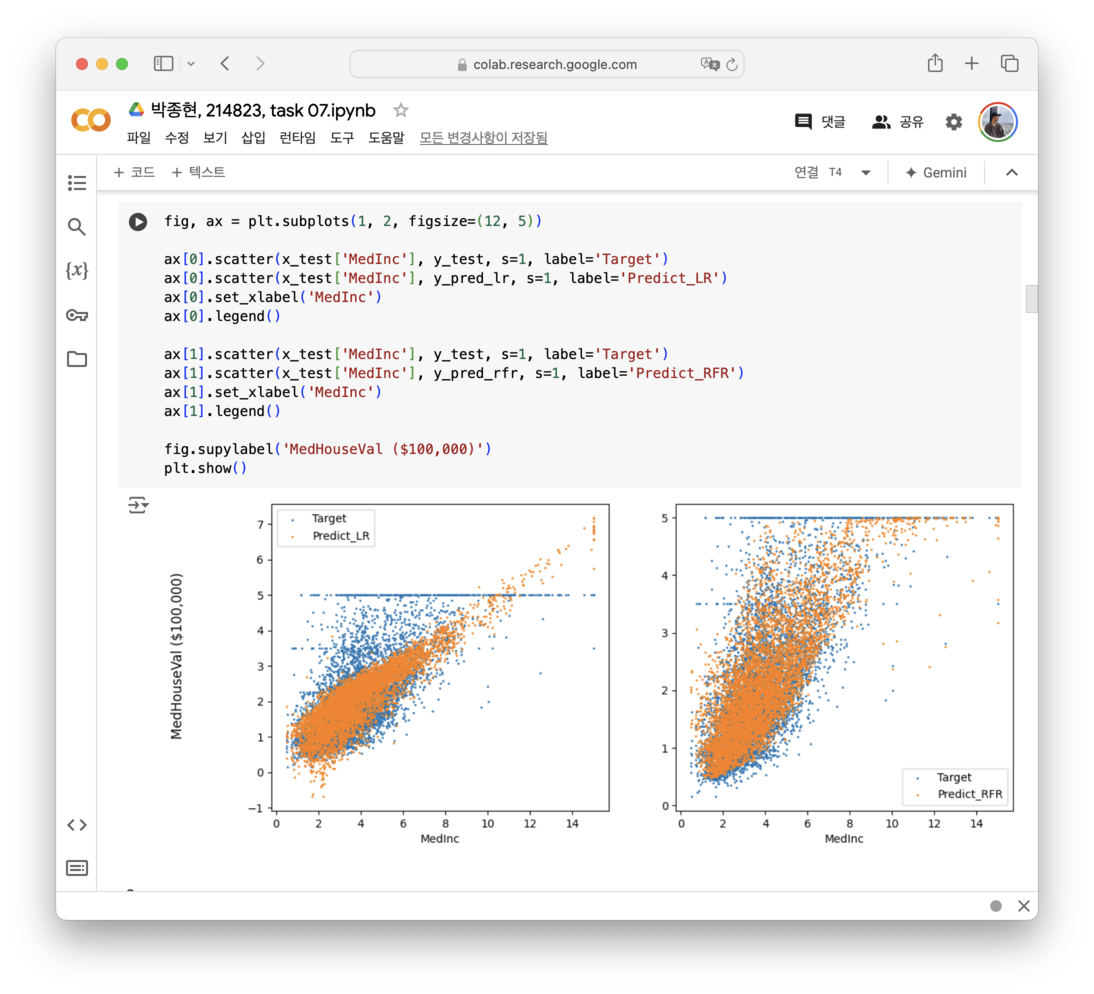 colab.research.google.com
박종현, 214823, task 07.ipynb
파일 수정 보기 삽입 런타임 도구 도움말 모든 변경사항이 저장됨
댓글 공유
+ 코드 + 텍스트
연결 T4 Gemini
{x}
fig, ax = plt.subplots(1, 2, figsize=(12, 5))
ax[0].scatter(x_test['MedInc'], y_test, s=1, label='Target')
ax[0].scatter(x_test['MedInc'], y_pred_lr, s=1, label='Predict_LR')
ax[0].set_xlabel('MedInc')
ax[0].legend()
ax[1].scatter(x_test['MedInc'], y_test, s=1, label='Target')
ax[1].scatter(x_test['MedInc'], y_pred_rfr, s=1, label='Predict_RFR')
ax[1].set_xlabel('MedInc')
ax[1].legend()
fig.supylabel('MedHouseVal ($100,000)')
plt.show()
MedHouseVal ($100,000)
7
6
5
4
3
2
1
0
−1
Target
Predict_LR
0 2 4 6 8 10 12 14
MedInc
5
4
3
2
1
0
Target
Predict_RFR
0 2 4 6 8 10 12 14
MedInc